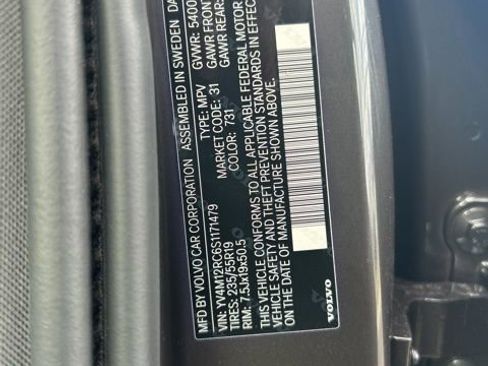 MFD BY VOLVO CAR CORPORATION ASSEMBLED IN SWEDEN DA
VIN: YV4M12RC6S1171479 TYPE: MPV GVWR: 5400
TIRES: 235/55R19 MARKET CODE: 31 GAWR FRONT
RIM: 7.5Jx19x50.5 COLOR: 731 GAWR REAR:
THIS VEHICLE CONFORMS TO ALL APPLICABLE FEDERAL MOTOR
VEHICLE SAFETY AND THEFT PREVENTION STANDARDS IN EFFEC
ON THE DATE OF MANUFACTURE SHOWN ABOVE.
VOLVO